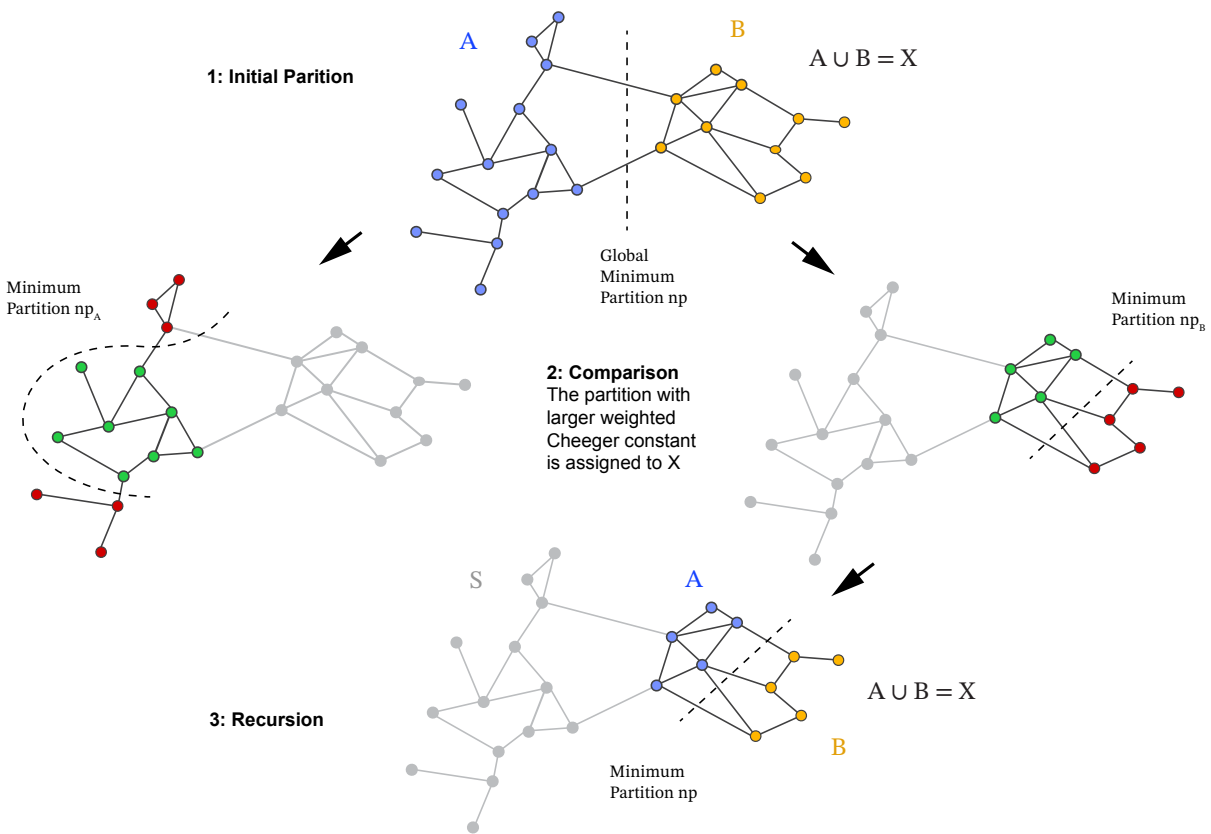 A
B
A ∪ B = X
1: Initial Parition
Global
Minimum
Partition np
Minimum
Partition np_A
Minimum
Partition np_B
2: Comparison
The partition with
larger weighted
Cheeger constant
is assigned to X
S
A
A ∪ B = X
3: Recursion
B
Minimum
Partition np